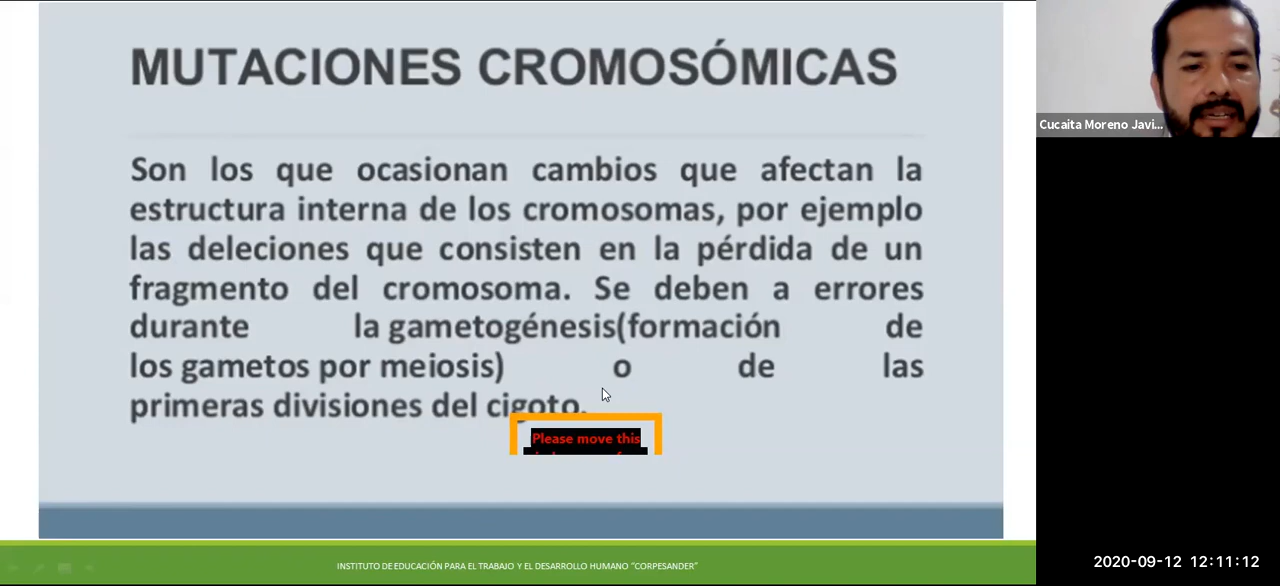 MUTACIONES CROMOSÓMICAS
Son los que ocasionan cambios que afectan la
estructura interna de los cromosomas, por ejemplo
las deleciones que consisten en la pérdida de un
fragmento del cromosoma. Se deben a errores
durante la gametogénesis(formación de
los gametos por meiosis) o de las
primeras divisiones del cigoto.
Please move this
INSTITUTO DE EDUCACIÓN PARA EL TRABAJO Y EL DESARROLLO HUMANO "CORPESANDER"
Cucaita Moreno Javi...
2020-09-12 12:11:12